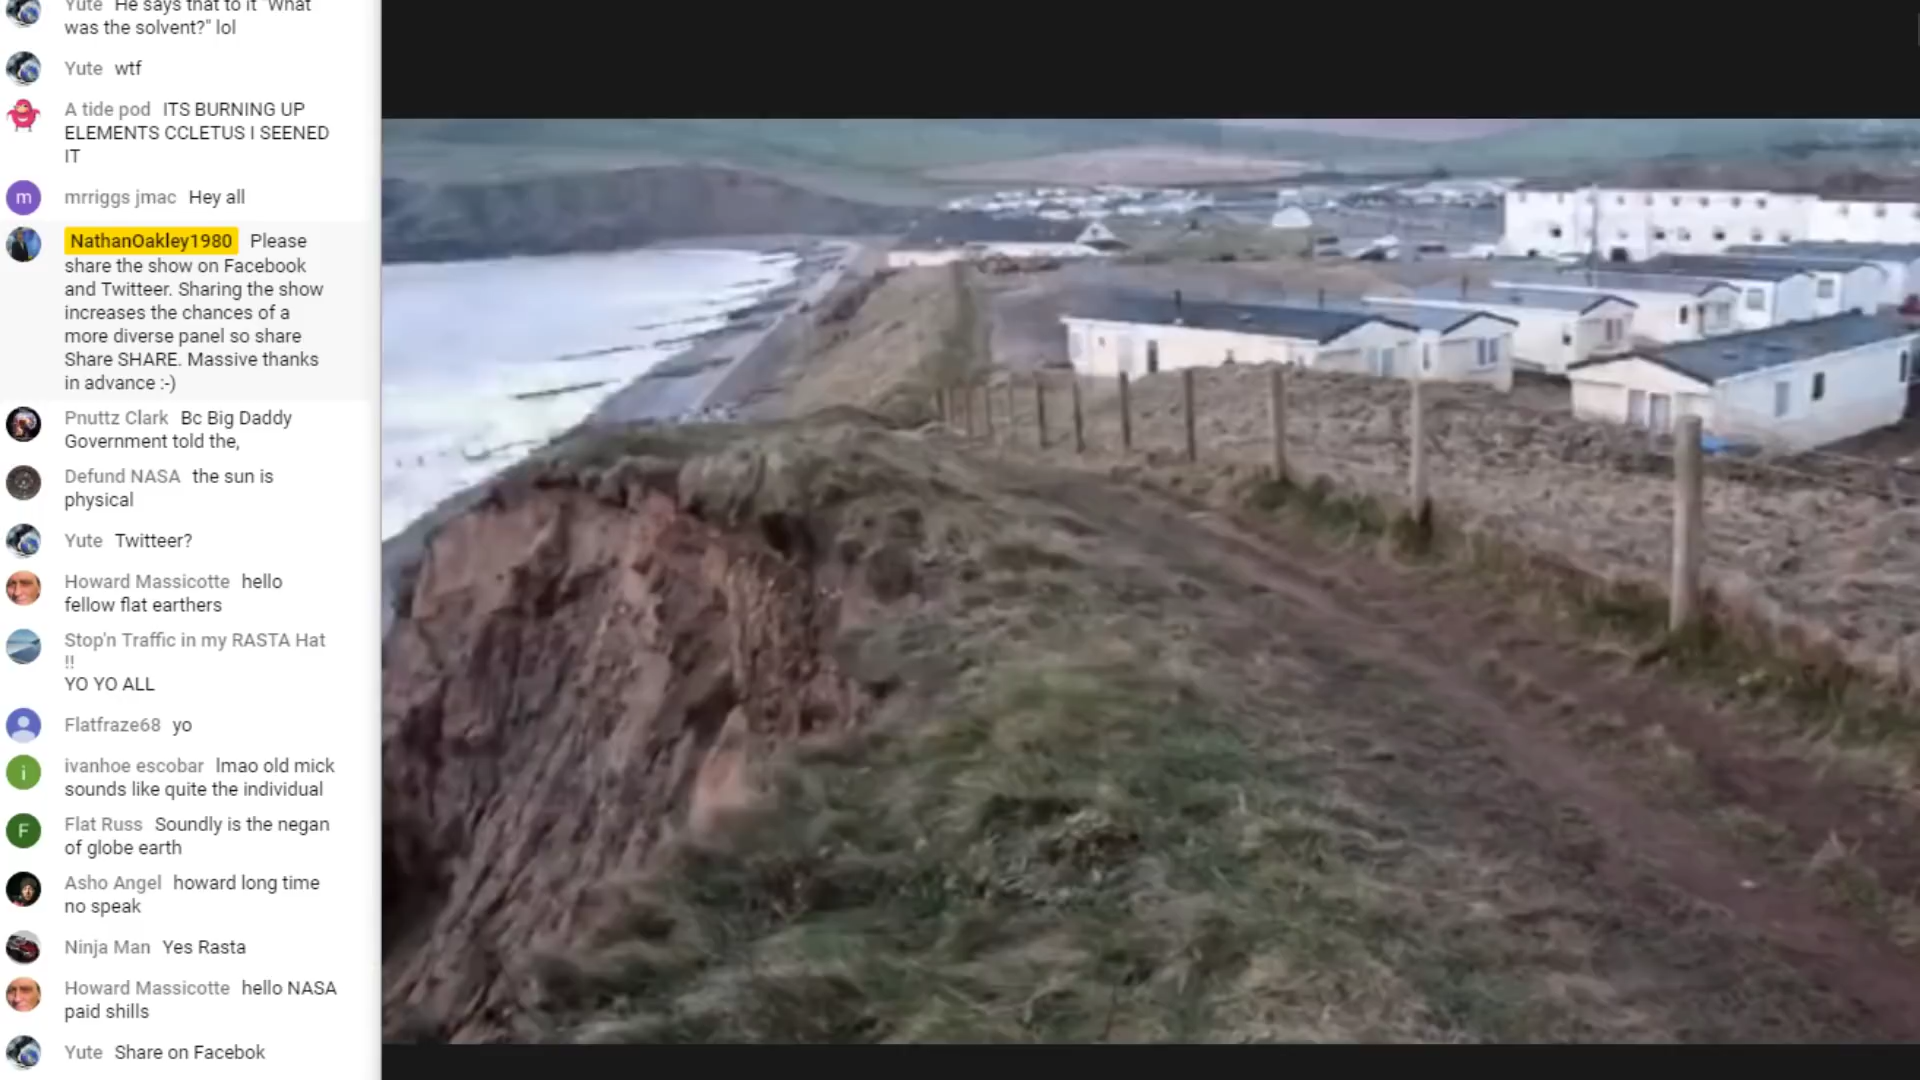 Yute He says that to it "What
was the solvent?" lol
Yute wtf
A tide pod ITS BURNING UP
ELEMENTS CCLETUS I SEENED
IT
m
mrriggs jmac Hey all
NathanOakley1980 Please
share the show on Facebook
and Twitteer. Sharing the show
increases the chances of a
more diverse panel so share
Share SHARE. Massive thanks
in advance :-)
Pnuttz Clark Bc Big Daddy
Government told the,
Defund NASA the sun is
physical
Yute Twitteer?
Howard Massicotte hello
fellow flat earthers
Stop'n Traffic in my RASTA Hat
!!
YO YO ALL
Flatfraze68 yo
i
ivanhoe escobar lmao old mick
sounds like quite the individual
F
Flat Russ Soundly is the negan
of globe earth
Asho Angel howard long time
no speak
Ninja Man Yes Rasta
Howard Massicotte hello NASA
paid shills
Yute Share on Facebok